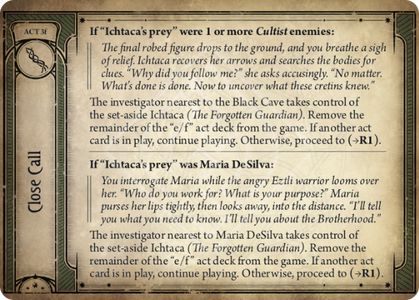 ACT 3f
Close Call
If “Ichtaca’s prey” were 1 or more Cultist enemies:
The final robed figure drops to the ground, and you breathe a sigh
of relief. Ichtaca recovers her arrows and searches the bodies for
clues. “Why did you follow me?” she asks accusingly. “No matter.
What’s done is done. Now to uncover what these cretins knew.”
The investigator nearest to the Black Cave takes control of
the set-aside Ichtaca (The Forgotten Guardian). Remove the
remainder of the “e/f” act deck from the game. If another act
card is in play, continue playing. Otherwise, proceed to (→R1).
If “Ichtaca’s prey” was Maria DeSilva:
You interrogate Maria while the angry Eztli warrior looms over
her. “Who do you work for? What is your purpose?” Maria
purses her lips tightly, then looks away, into the distance. “I’ll tell
you what you need to know. I’ll tell you about the Brotherhood.”
The investigator nearest to Maria DeSilva takes control of
the set-aside Ichtaca (The Forgotten Guardian). Remove the
remainder of the “e/f” act deck from the game. If another act
card is in play, continue playing. Otherwise, proceed to (→R1).